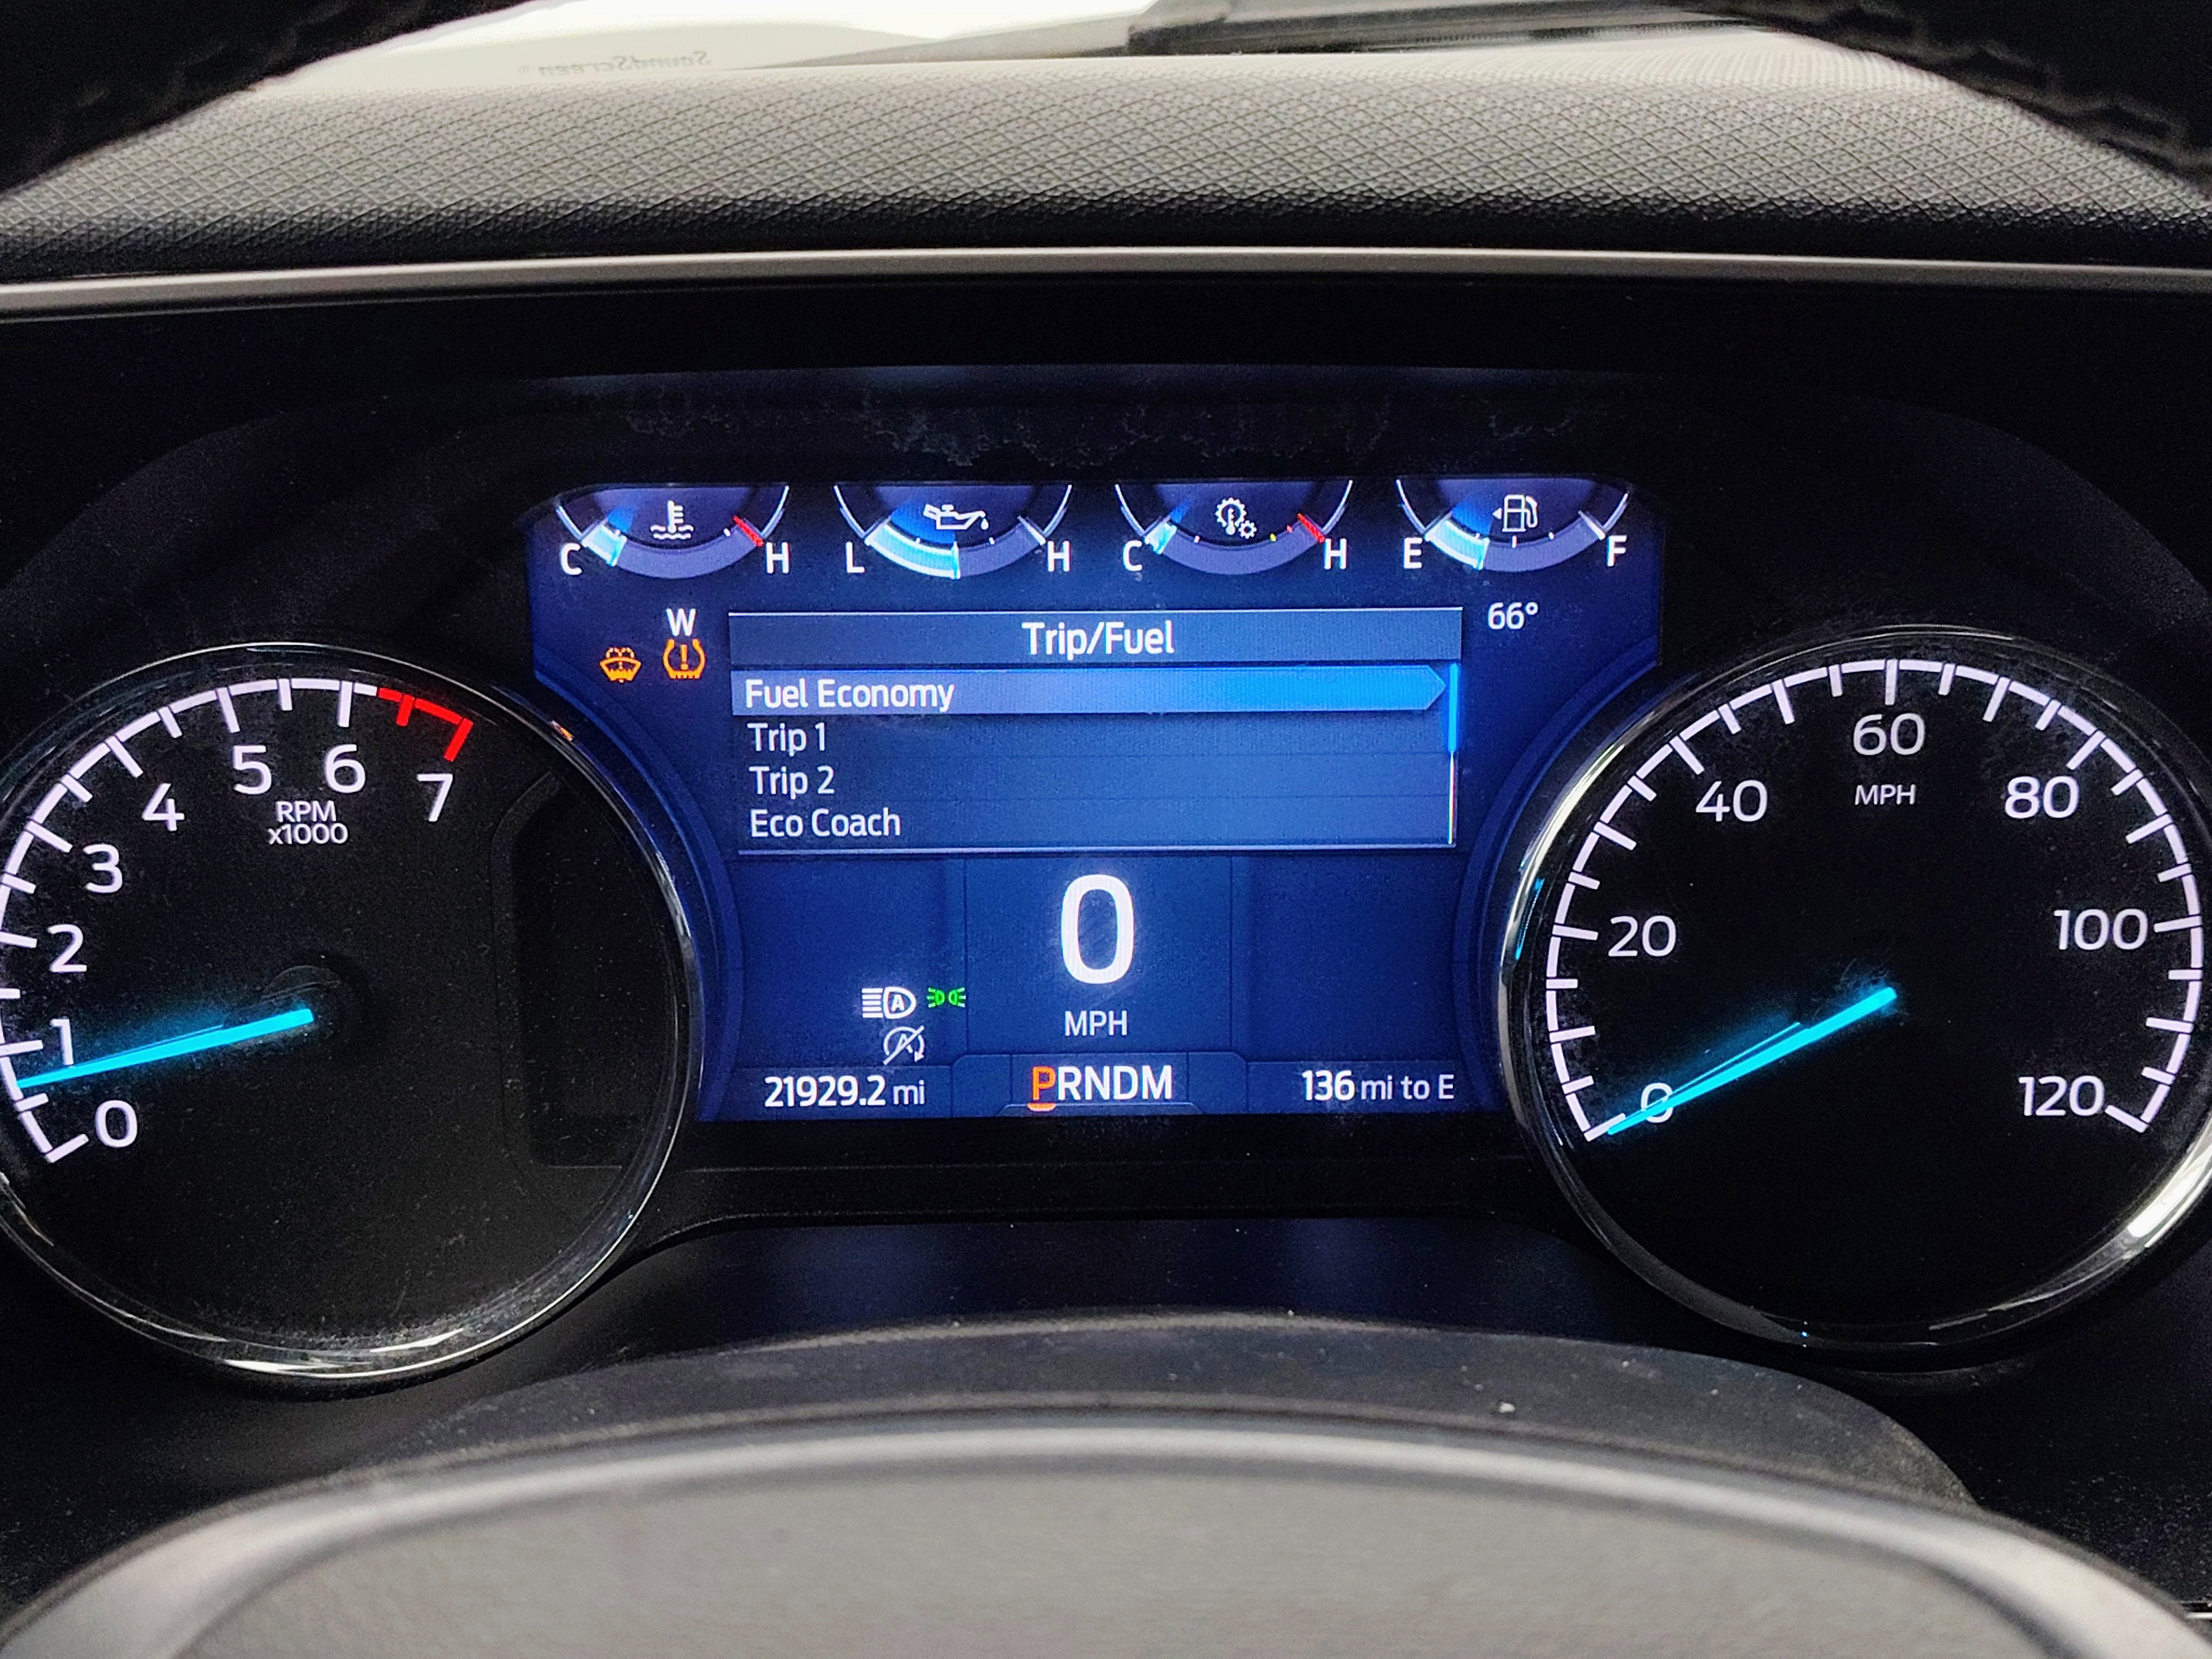 SoundScreen
C H
L H
C H
E F
W
66°
Trip/Fuel
Fuel Economy
Trip 1
Trip 2
Eco Coach
0
1
2
3
4
5
6
7
RPM
x1000
0
MPH
A
A
21929.2 mi
PRNDM
136 mi to E
0
20
40
60
80
100
120
MPH